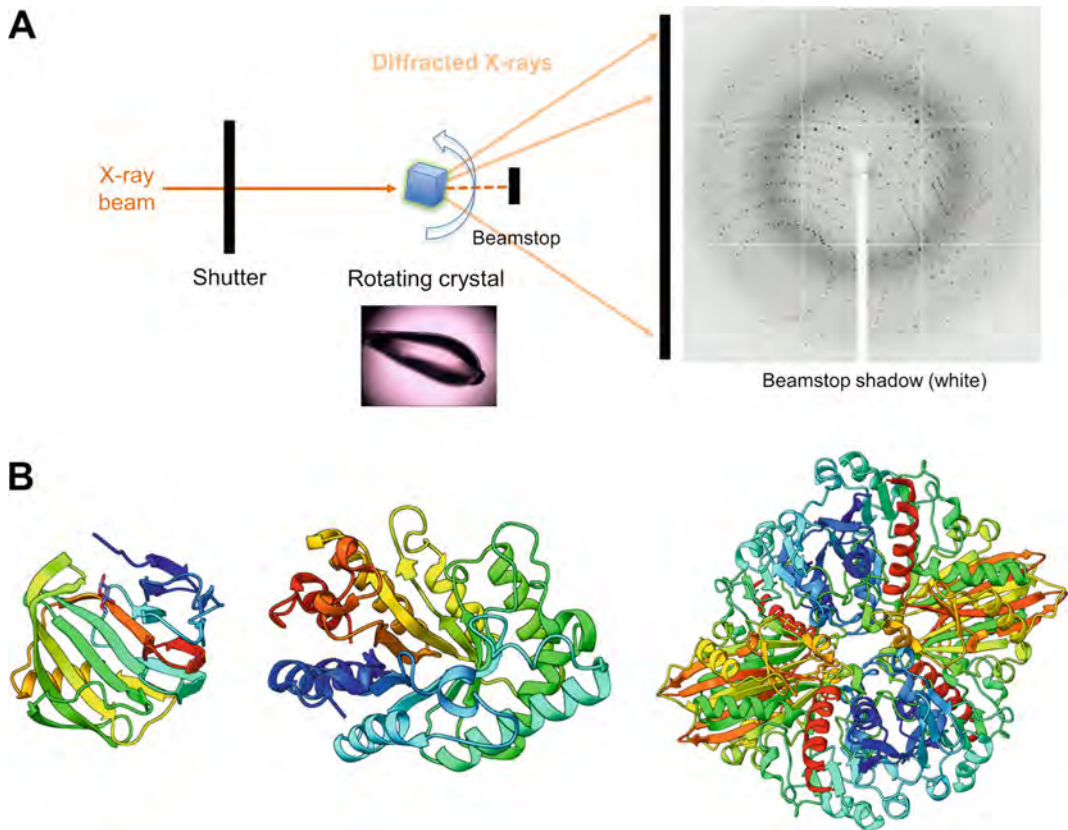 A
Diffracted X-rays
X-ray
beam
Beamstop
Shutter
Rotating crystal
Beamstop shadow (white)
B